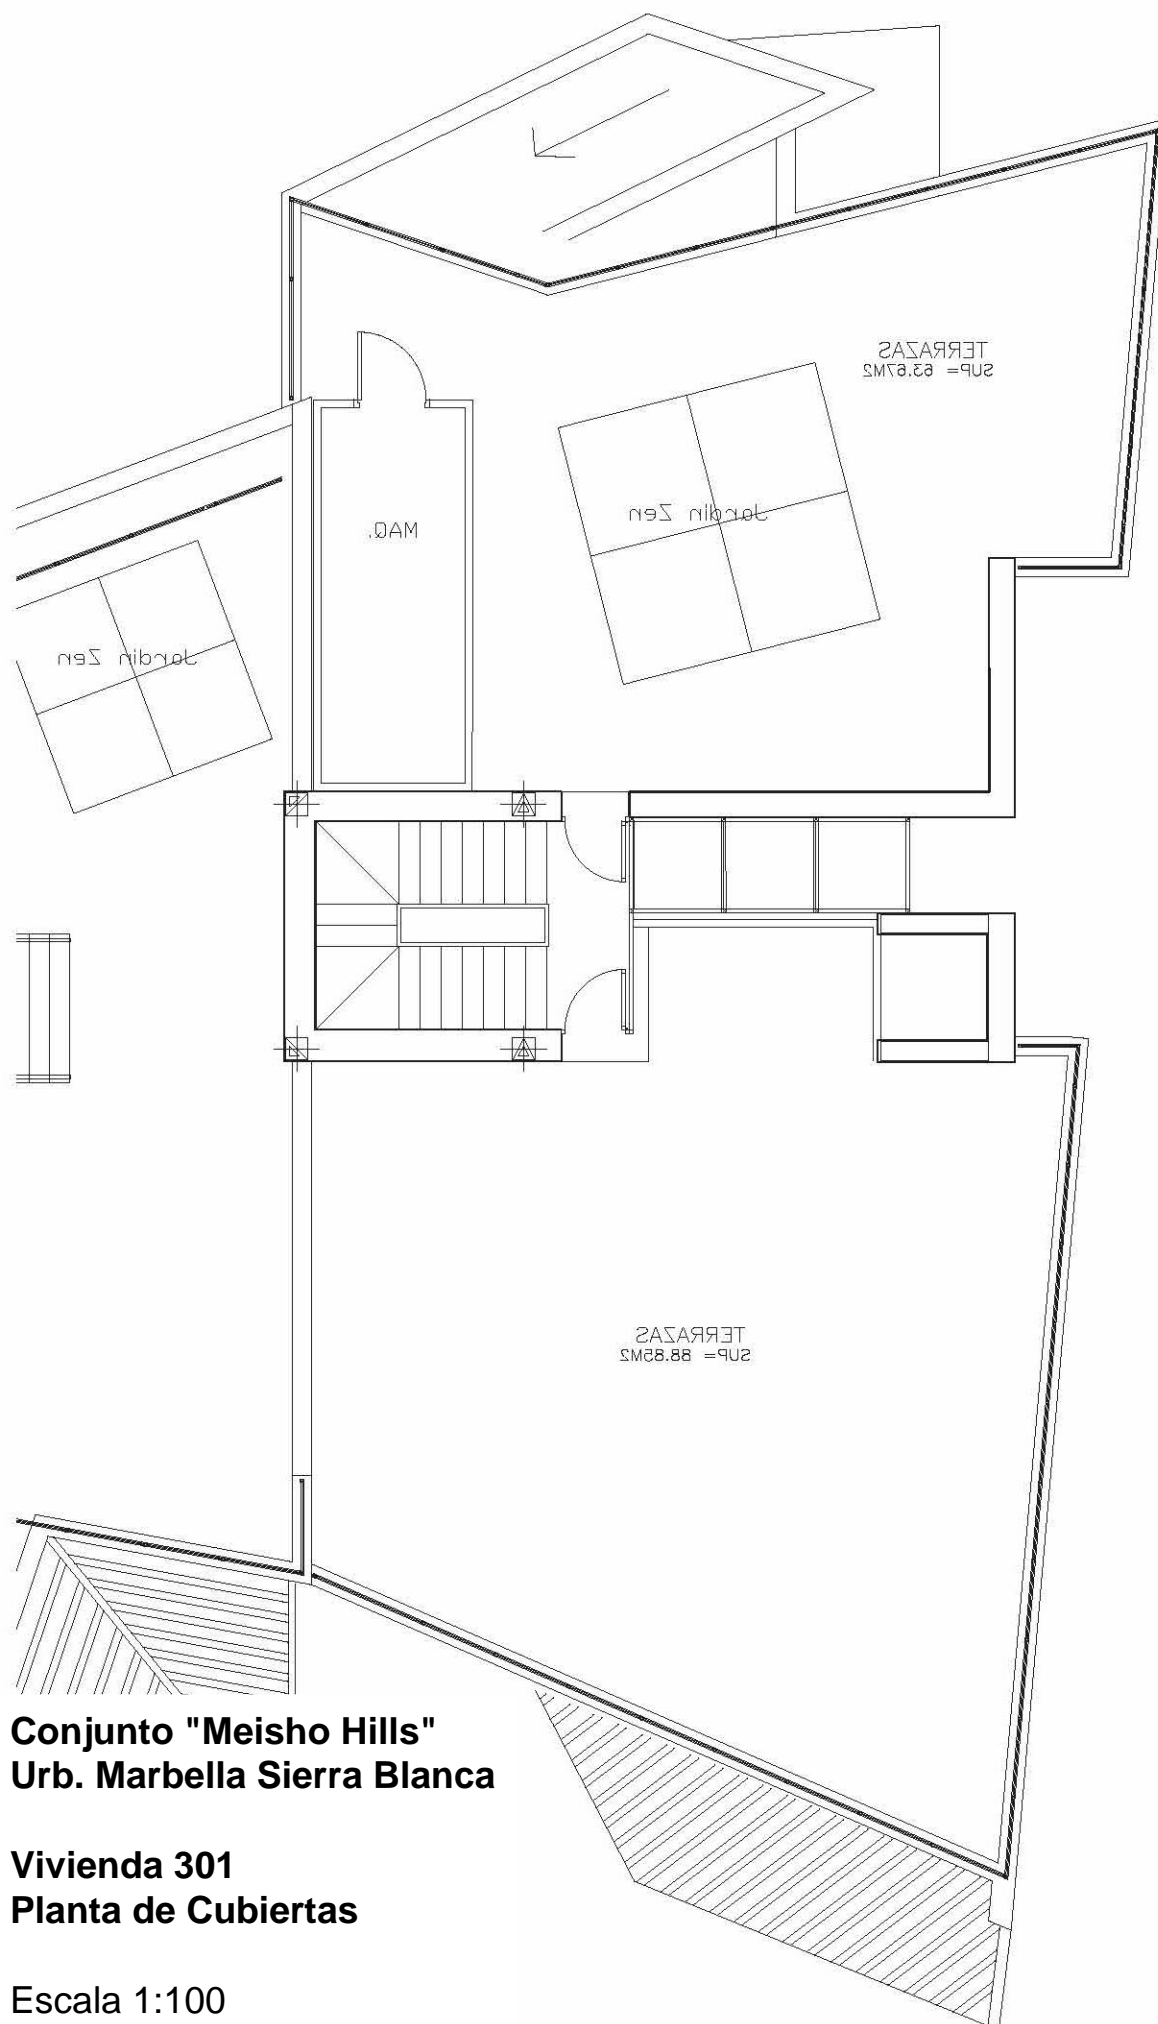 TERRAZAS
SUP= 63.67M2
Jardin Zen
MAQ.
Jardin Zen
TERRAZAS
SUP= 88.85M2
Conjunto "Meisho Hills"
Urb. Marbella Sierra Blanca
Vivienda 301
Planta de Cubiertas
Escala 1:100